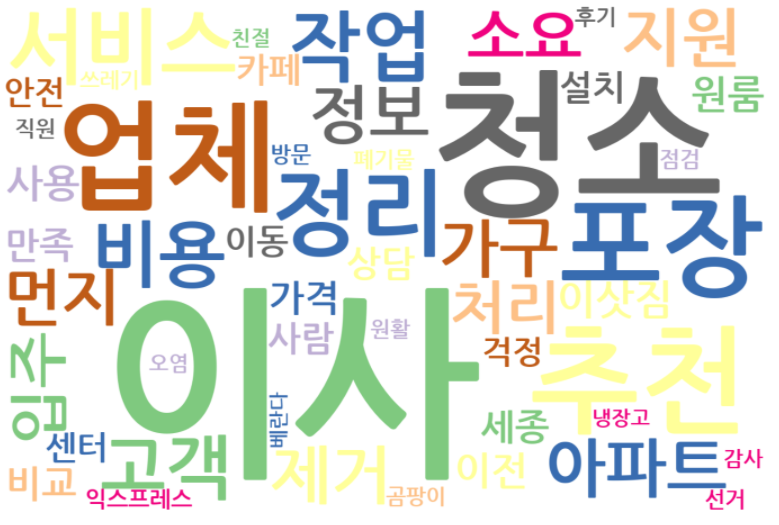 서비스
친절
작업
소요
후기
지원
쓰레기
카페
안전
정보
청소
설치
원룸
직원
업체
방문
폐기물
점검
사용
정리
포장
만족
비용
이동
상담
가구
먼지
가격
처리
이삿짐
이사
사람
원활
걱정
추천
입주
오염
베란다
세종
냉장고
센터
고객
제거
이전
아파트
감사
비교
익스프레스
곰팡이
선거